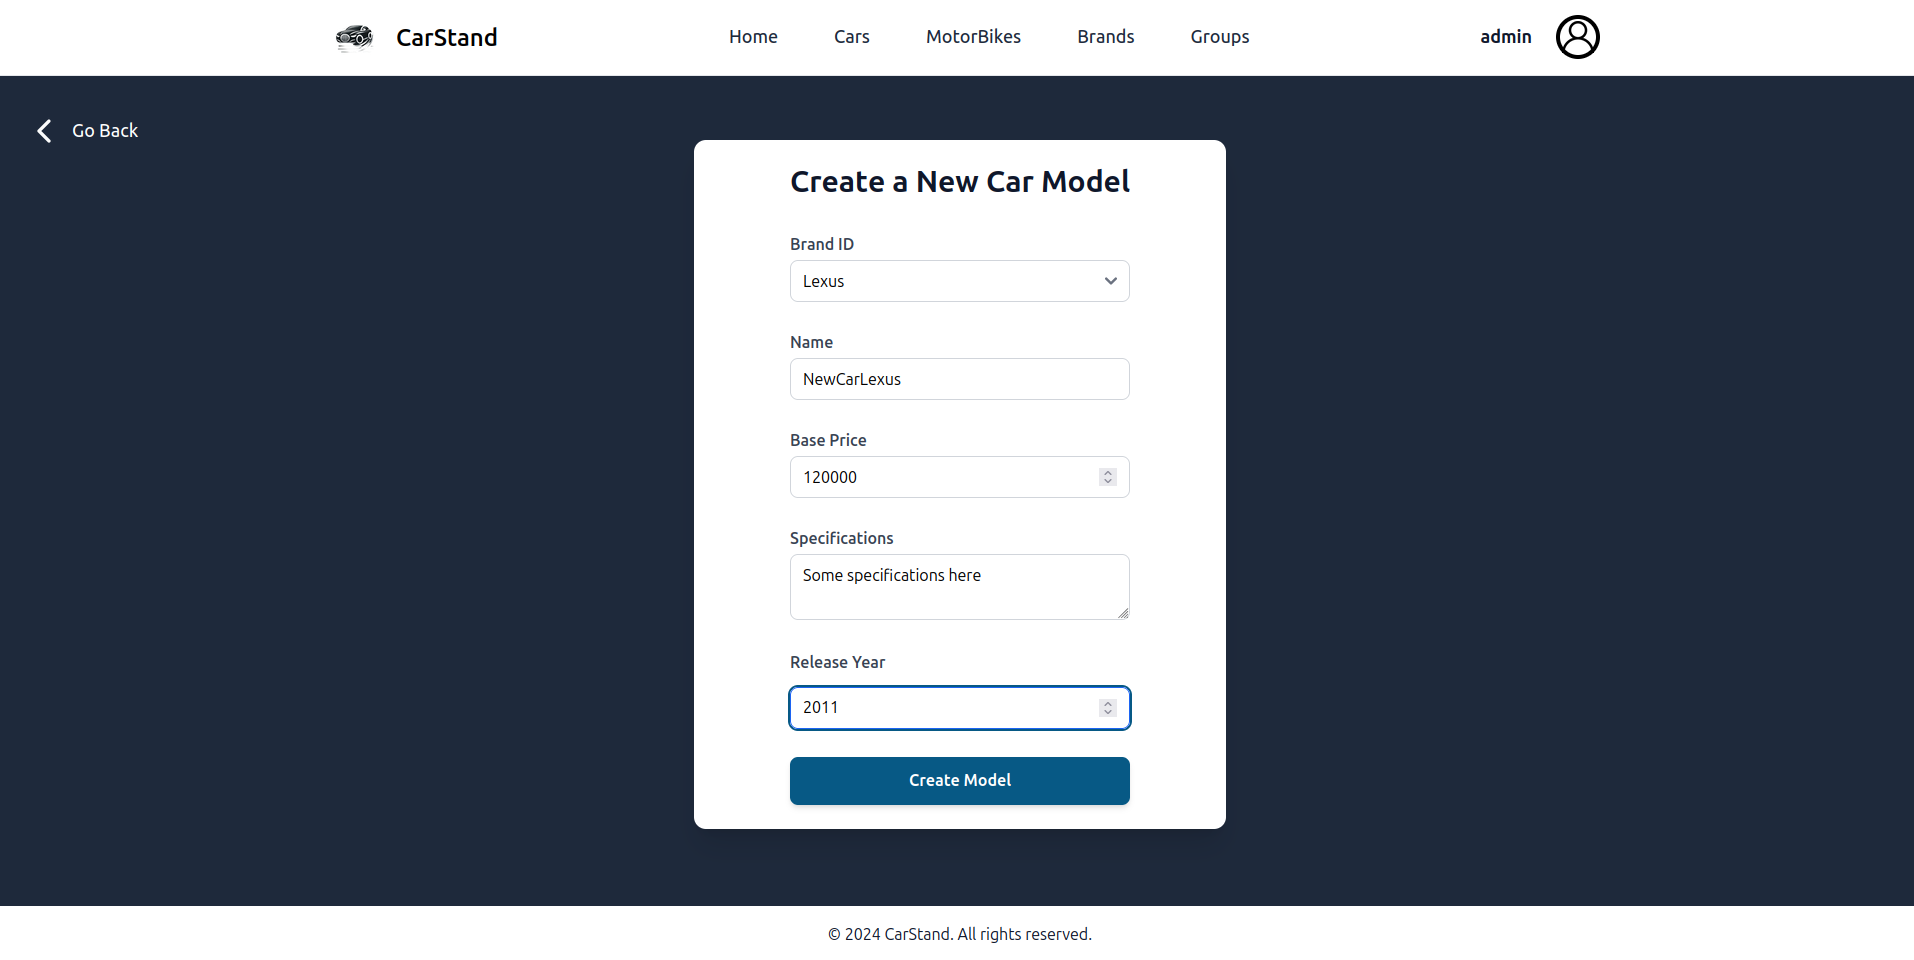 CarStand
Home
Cars
MotorBikes
Brands
Groups
admin
Go Back
Create a New Car Model
Brand ID
Lexus
Name
NewCarLexus
Base Price
120000
Specifications
Some specifications here
Release Year
2011
Create Model
© 2024 CarStand. All rights reserved.